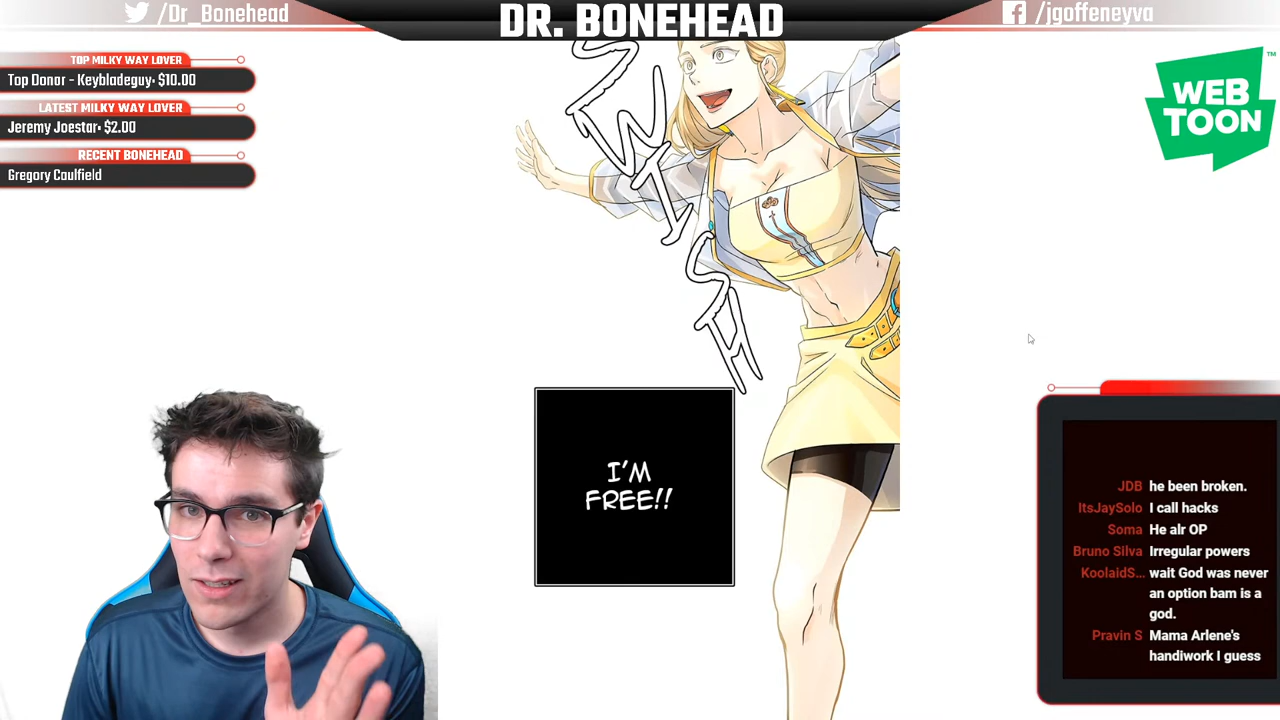 /Dr_Bonehead
DR. BONEHEAD
/jgoffeneyva
TOP MILKY WAY LOVER
Top Donor - Keybladeguy: $10.00
LATEST MILKY WAY LOVER
Jeremy Joestar: $2.00
RECENT BONEHEAD
Gregory Caulfield
WEB
TOON
TM
SWISH
I'M
FREE!!
JDB he been broken.
ItsJaySolo I call hacks
Soma He alr OP
Bruno Silva Irregular powers
KoolaidS... wait God was never
an option bam is a
god.
Pravin S Mama Arlene's
handiwork I guess